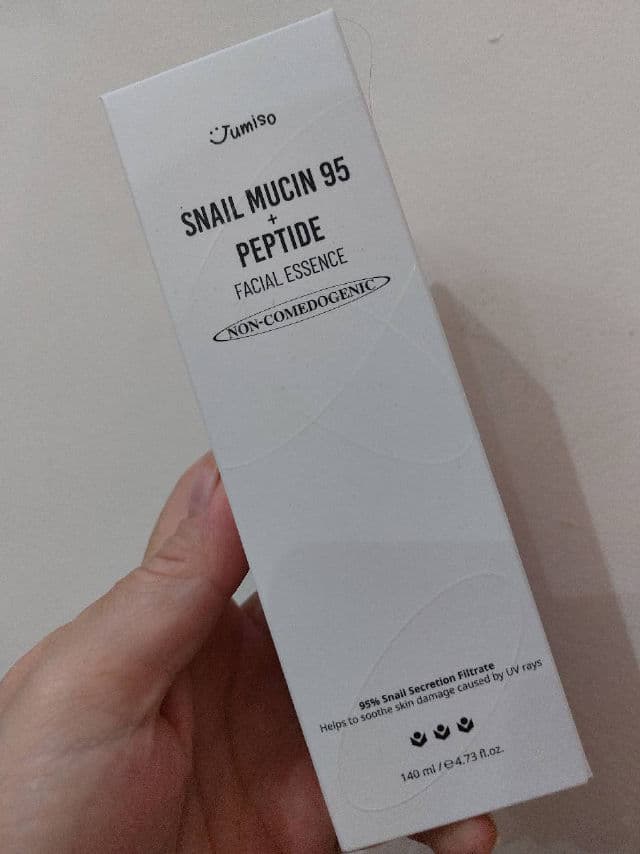 Jumiso
SNAIL MUCIN 95
+
PEPTIDE
FACIAL ESSENCE
NON-COMEDOGENIC
95% Snail Secretion Filtrate
Helps to soothe skin damage caused by UV rays
140 ml / ℮4.73 fl.oz.